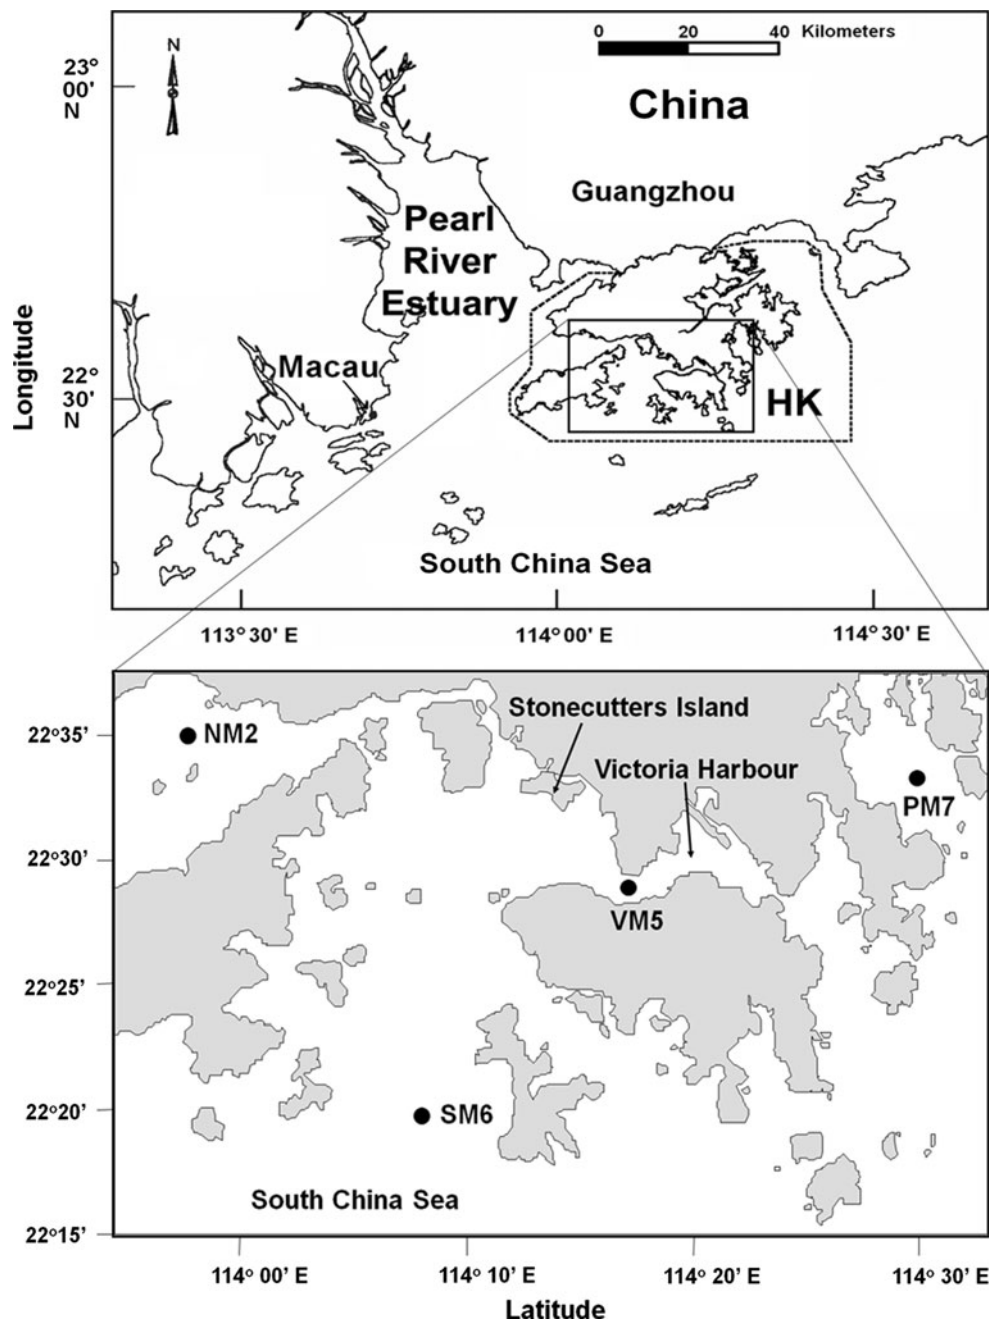 N
0 20 40 Kilometers
23°
00'
N
China
Guangzhou
Pearl
River
Estuary
Macau
22°
30'
N
HK
South China Sea
Longitude
113° 30' E 114° 00' E 114° 30' E
Stonecutters Island
22°35' NM2
Victoria Harbour
PM7
22°30'
VM5
22°25'
22°20' SM6
South China Sea
22°15'
114° 00' E 114° 10' E 114° 20' E 114° 30' E
Latitude